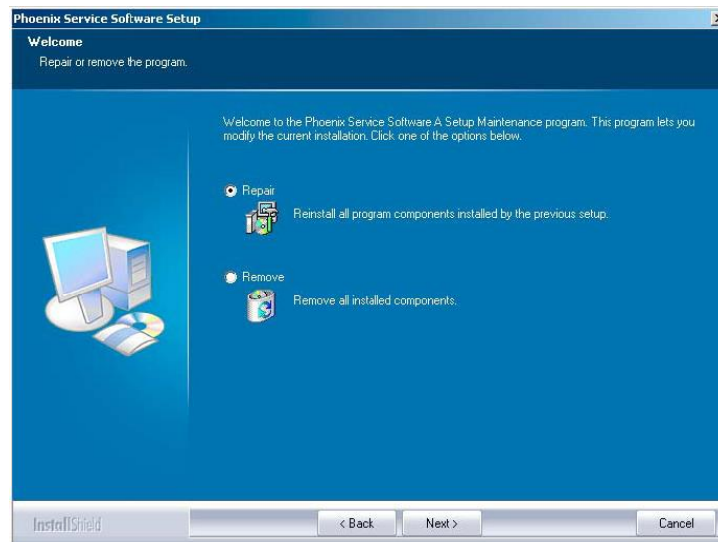 Phoenix Service Software Setup
Welcome
Repair or remove the program.
Welcome to the Phoenix Service Software A Setup Maintenance program. This program lets you
modify the current installation. Click one of the options below.
Repair
Reinstall all program components installed by the previous setup.
Remove
Remove all installed components.
InstallShield
< Back
Next >
Cancel